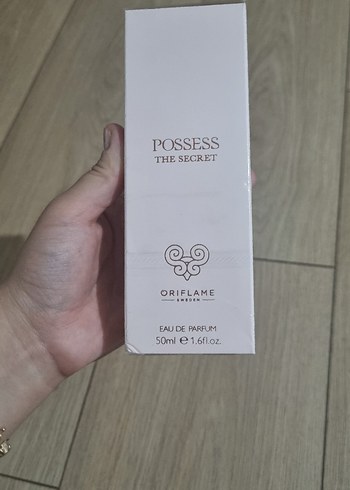 POSSESS
THE SECRET
ORIFLAME
SWEDEN
EAU DE PARFUM
50ml ℮ 1.6fl.oz.